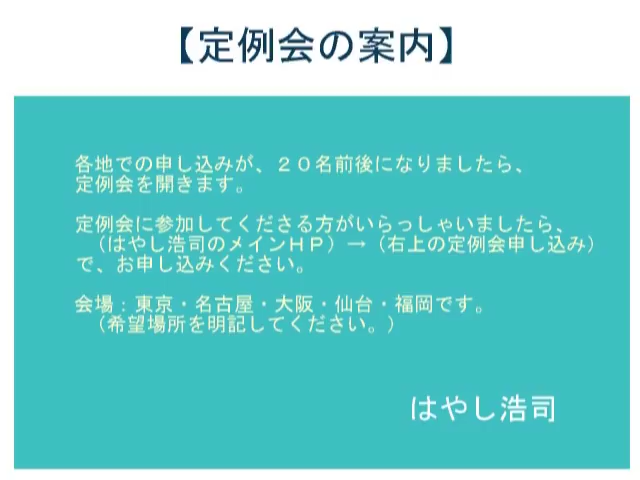 【定例会の案内】
各地での申し込みが、２０名前後になりましたら、
定例会を開きます。
定例会に参加してくださる方がいらっしゃいましたら、
（はやし浩司のメインＨＰ）→（右上の定例会申し込み）
で、お申し込みください。
会場：東京・名古屋・大阪・仙台・福岡です。
（希望場所を明記してください。）
はやし浩司